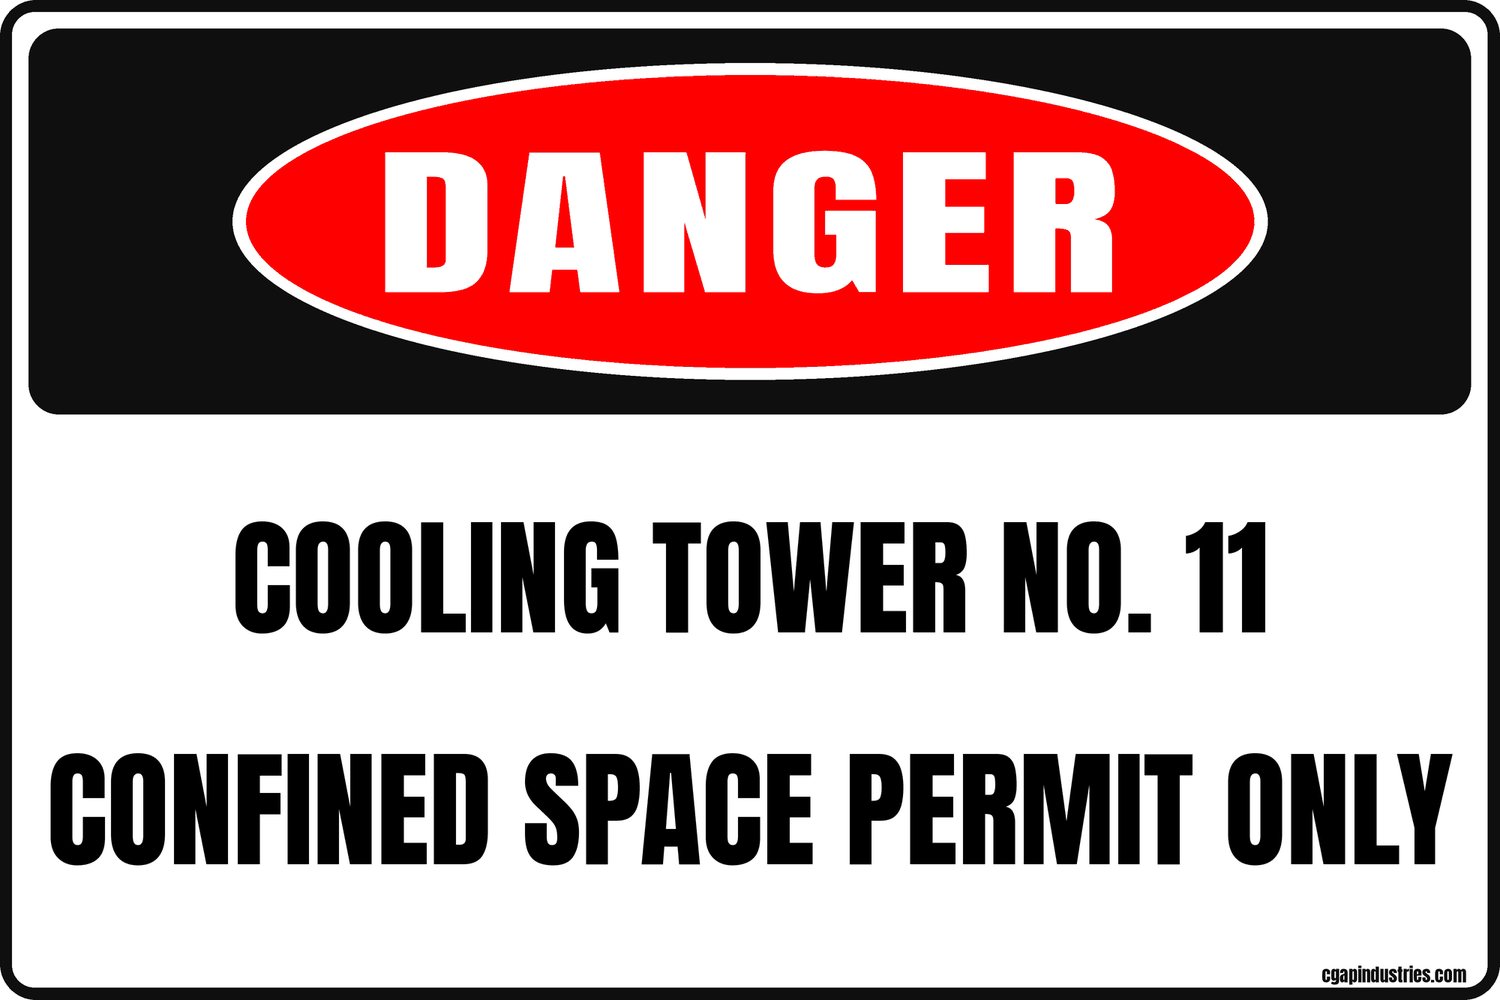 DANGER
COOLING TOWER NO. 11
CONFINED SPACE PERMIT ONLY
cgapindustries.com